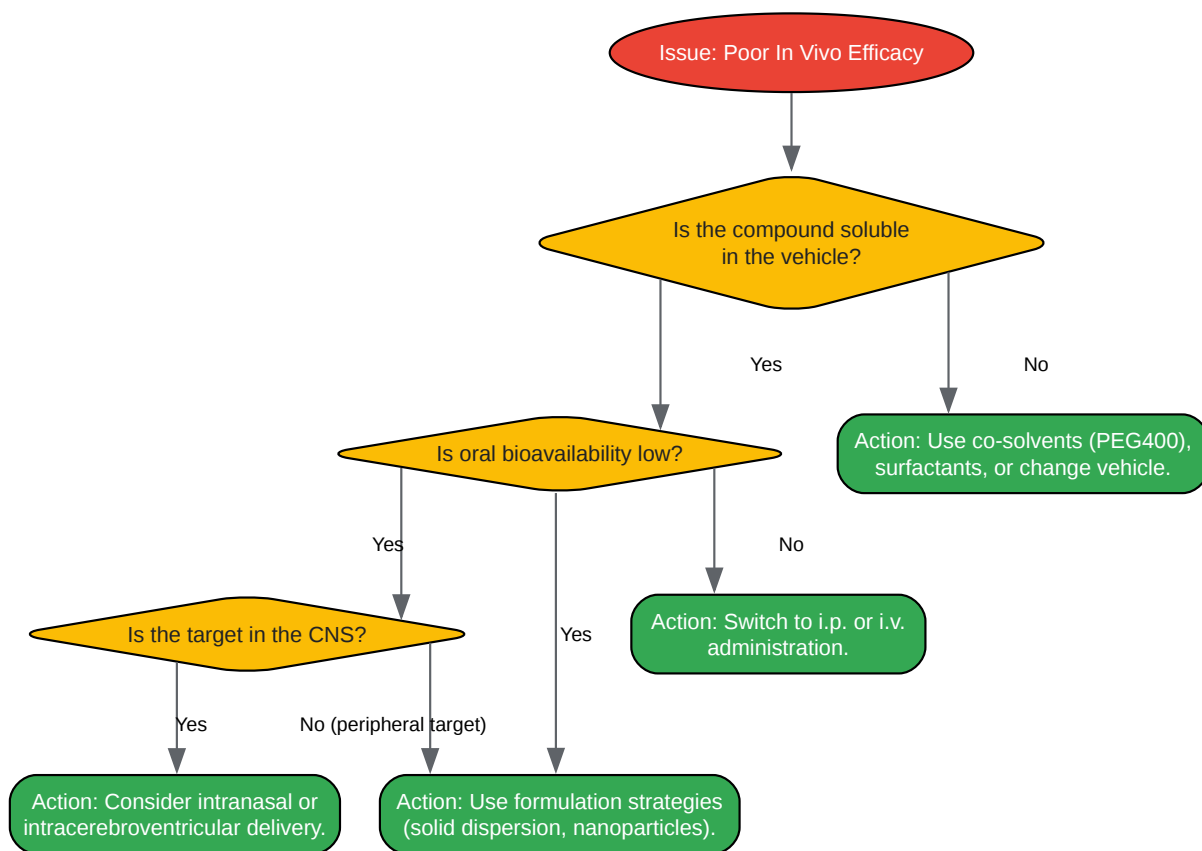 Issue: Poor In Vivo Efficacy
Is the compound soluble
in the vehicle?
Yes
No
Action: Use co-solvents (PEG400),
surfactants, or change vehicle.
Is oral bioavailability low?
Yes
No
Action: Switch to i.p. or i.v.
administration.
Is the target in the CNS?
Yes
Yes
No (peripheral target)
Action: Consider intranasal or
intracerebroventricular delivery.
Action: Use formulation strategies
(solid dispersion, nanoparticles).